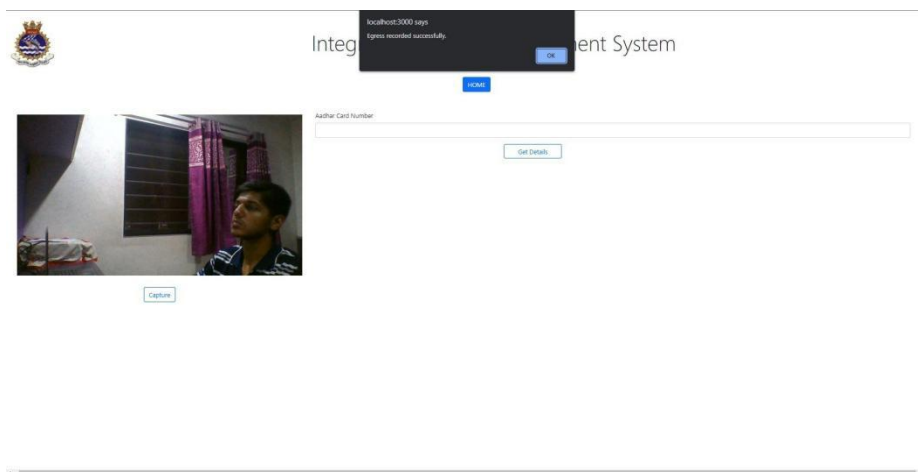 localhost:3000 says
Egress recorded successfully.
OK
Integ
ent System
HOME
Aadhar Card Number
Get Details
Capture